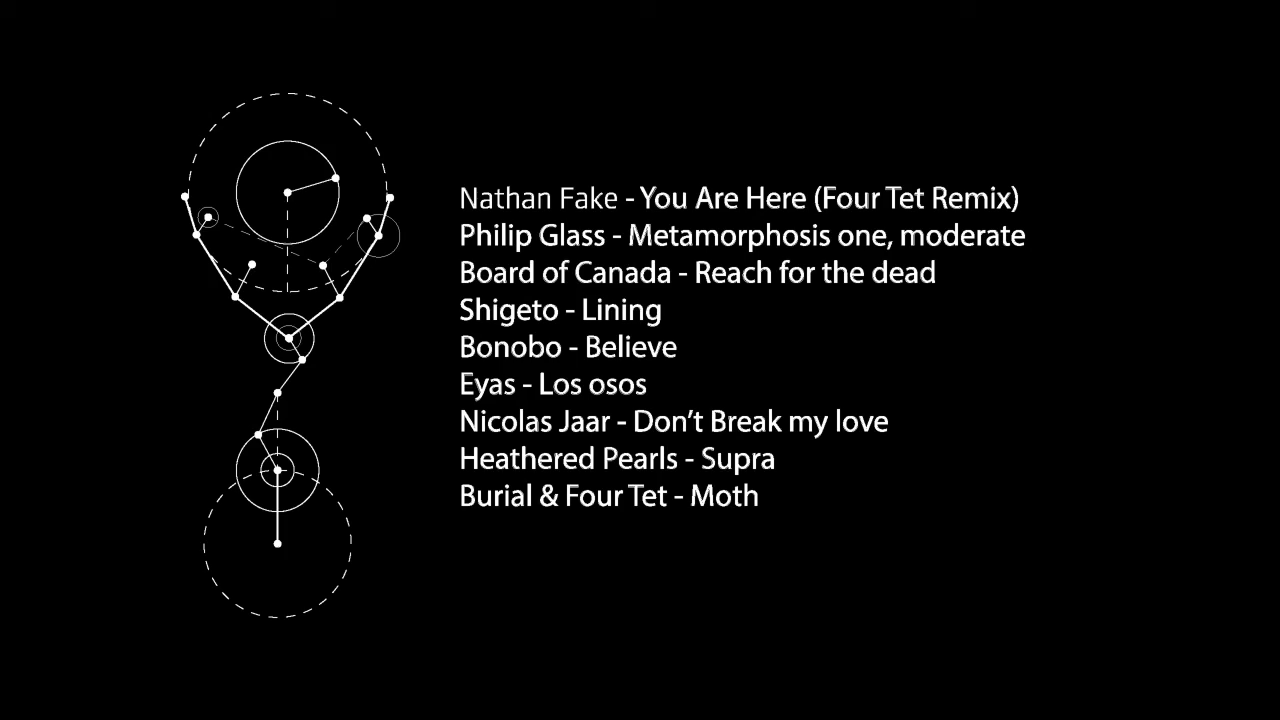 Nathan Fake - You Are Here (Four Tet Remix)
Philip Glass - Metamorphosis one, moderate
Board of Canada - Reach for the dead
Shigeto - Lining
Bonobo - Believe
Eyas - Los osos
Nicolas Jaar - Don’t Break my love
Heathered Pearls - Supra
Burial & Four Tet - Moth